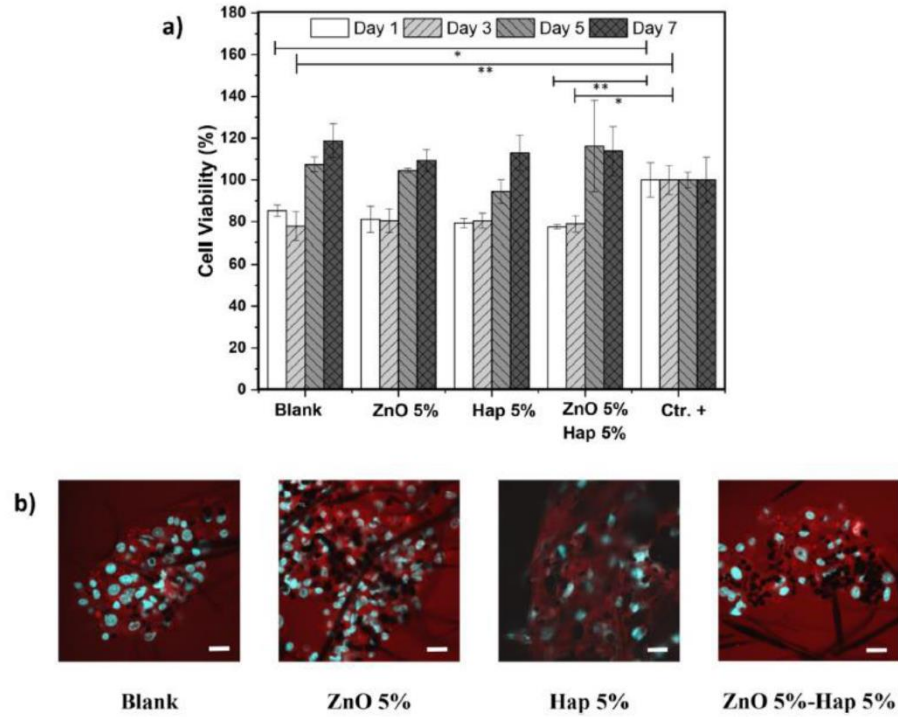 a)
180
160
140
120
100
80
60
40
20
0
Cell Viability (%)
Day 1 Day 3 Day 5 Day 7
*
**
**
*
Blank ZnO 5% Hap 5% ZnO 5% Ctr. +
Hap 5%
b)
Blank ZnO 5% Hap 5% ZnO 5%-Hap 5%